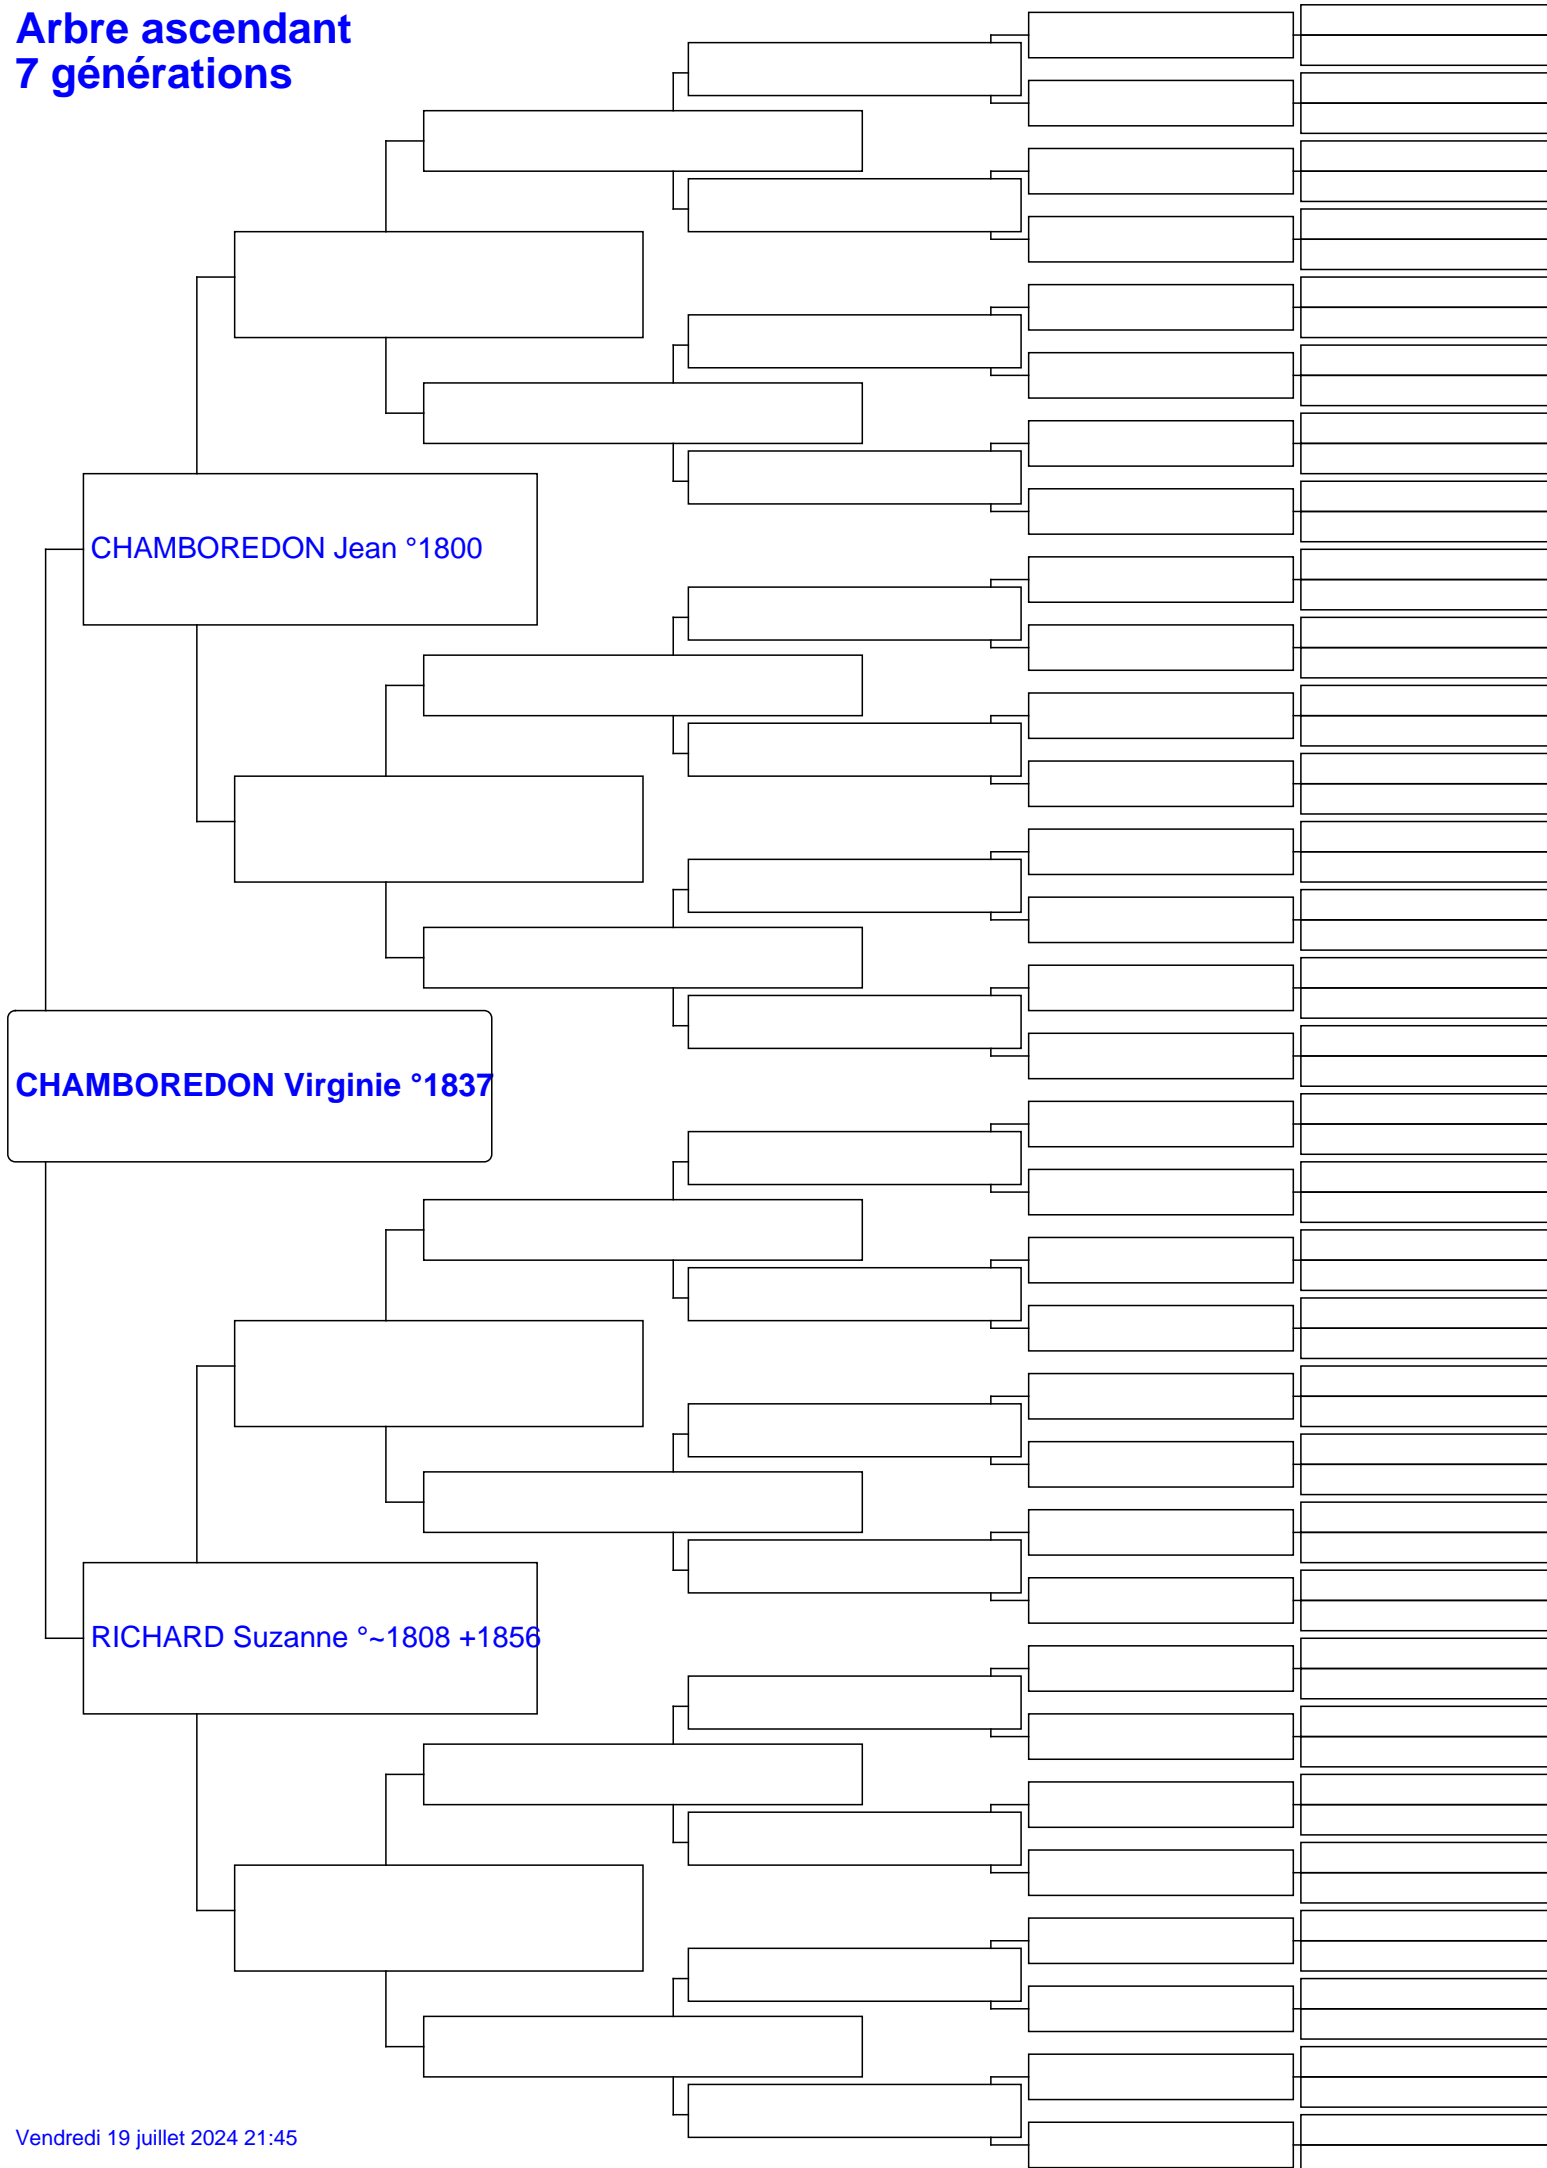 Arbre ascendant
7 générations
CHAMBOREDON Jean °1800
CHAMBOREDON Virginie °1837
RICHARD Suzanne °~1808 +1856
Vendredi 19 juillet 2024 21:45